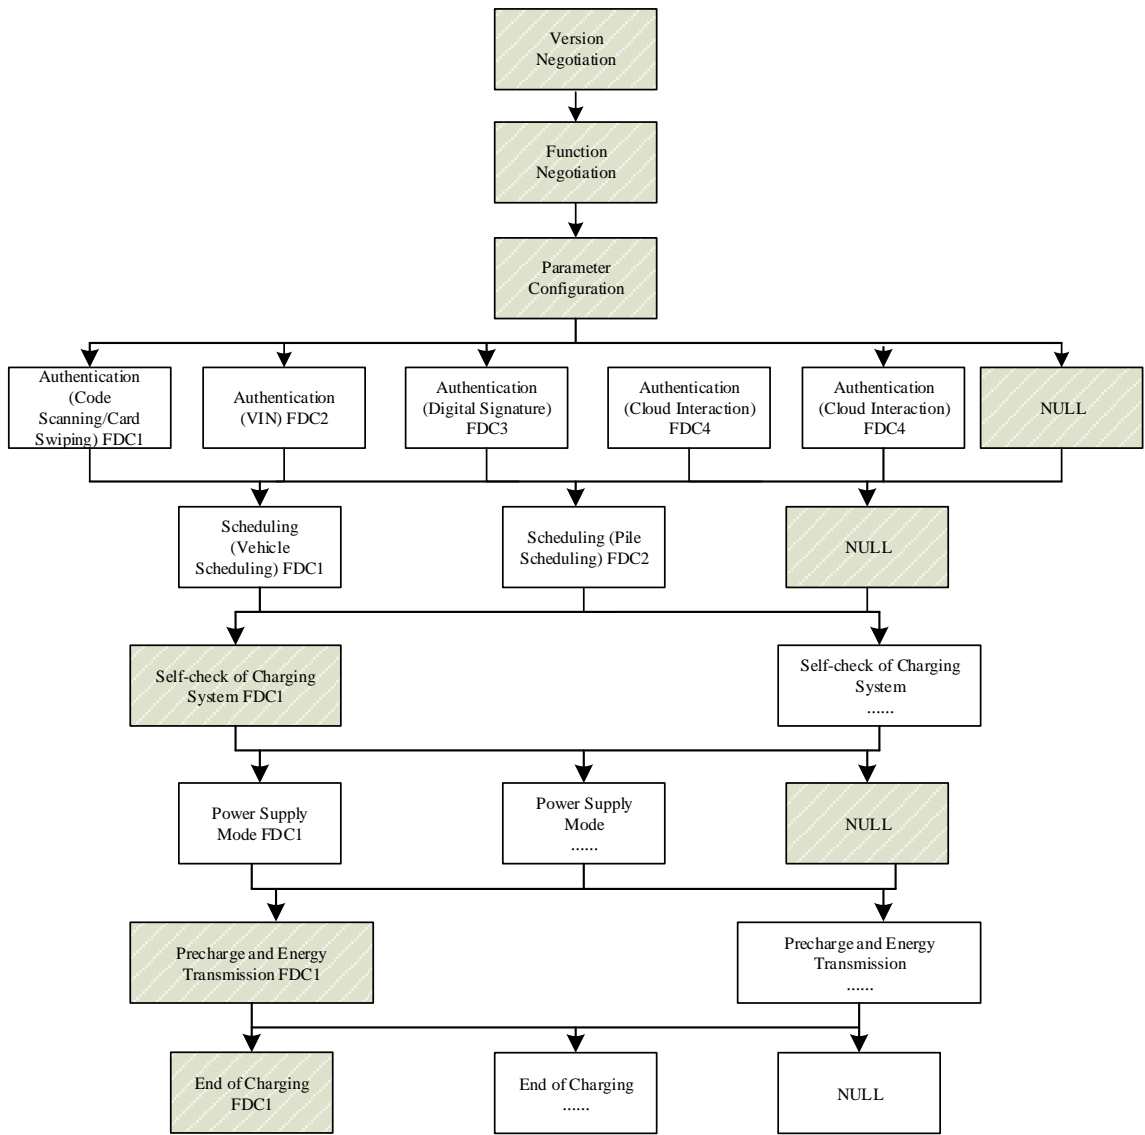 Version
Negotiation
Function
Negotiation
Parameter
Configuration
Authentication
(Code
Scanning/Card
Swiping) FDC1
Authentication
(VIN) FDC2
Authentication
(Digital Signature)
FDC3
Authentication
(Cloud Interaction)
FDC4
Authentication
(Cloud Interaction)
FDC4
NULL
Scheduling
(Vehicle
Scheduling) FDC1
Scheduling (Pile
Scheduling) FDC2
NULL
Self-check of Charging
System FDC1
Self-check of Charging
System
......
Power Supply
Mode FDC1
Power Supply
Mode
......
NULL
Precharge and Energy
Transmission FDC1
Precharge and Energy
Transmission
......
End of Charging
FDC1
End of Charging
......
NULL